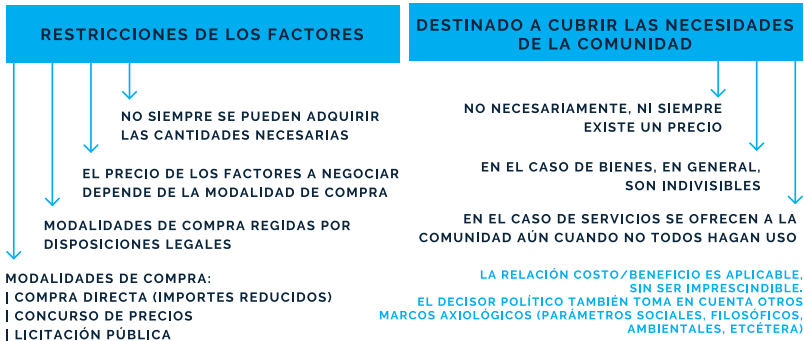 RESTRICCIONES DE LOS FACTORES
NO SIEMPRE SE PUEDEN ADQUIRIR
LAS CANTIDADES NECESARIAS
EL PRECIO DE LOS FACTORES A NEGOCIAR
DEPENDE DE LA MODALIDAD DE COMPRA
MODALIDADES DE COMPRA REGIDAS POR
DISPOSICIONES LEGALES
MODALIDADES DE COMPRA:
| COMPRA DIRECTA (IMPORTES REDUCIDOS)
| CONCURSO DE PRECIOS
| LICITACIÓN PÚBLICA
DESTINADO A CUBRIR LAS NECESIDADES
DE LA COMUNIDAD
NO NECESARIAMENTE, NI SIEMPRE
EXISTE UN PRECIO
EN EL CASO DE BIENES, EN GENERAL,
SON INDIVISIBLES
EN EL CASO DE SERVICIOS SE OFRECEN A LA
COMUNIDAD AÚN CUANDO NO TODOS HAGAN USO
LA RELACIÓN COSTO/BENEFICIO ES APLICABLE,
SIN SER IMPRESCINDIBLE.
EL DECISOR POLÍTICO TAMBIÉN TOMA EN CUENTA OTROS
MARCOS AXIOLÓGICOS (PARÁMETROS SOCIALES, FILOSÓFICOS,
AMBIENTALES, ETCÉTERA)